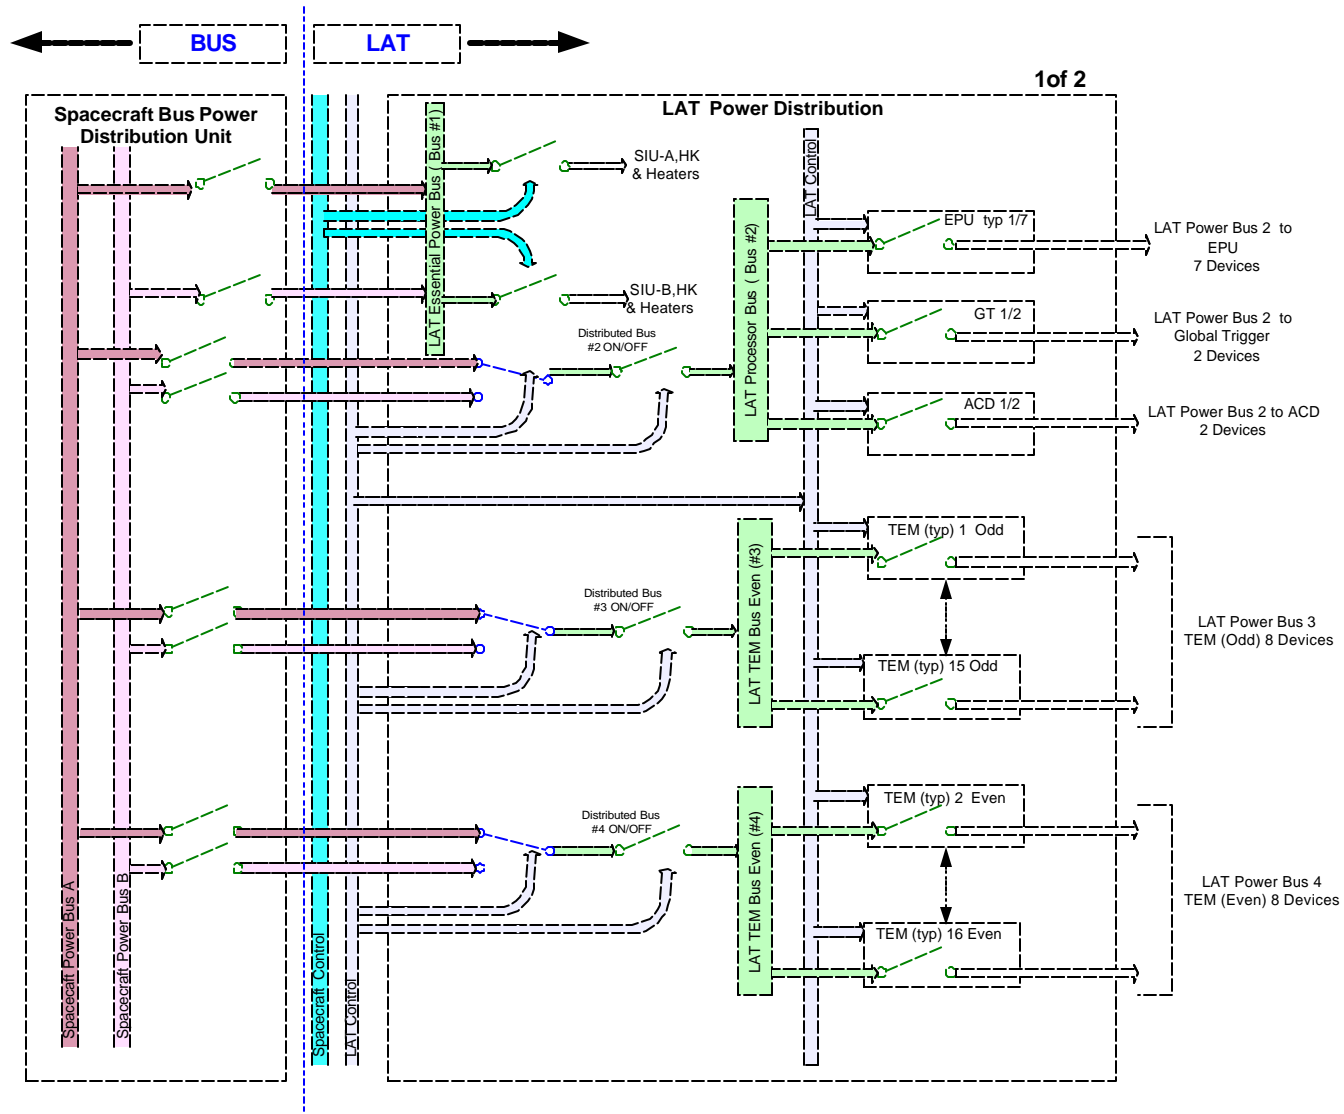 BUS
LAT
1of 2
Spacecraft Bus Power
Distribution Unit
LAT Power Distribution
LAT Essential Power Bus ( Bus #1)
SIU-A,HK
& Heaters
SIU-B,HK
& Heaters
LAT Control
LAT Processor Bus ( Bus #2)
EPU typ 1/7
LAT Power Bus 2 to
EPU
7 Devices
GT 1/2
LAT Power Bus 2 to
Global Trigger
2 Devices
Distributed Bus
#2 ON/OFF
ACD 1/2
LAT Power Bus 2 to ACD
2 Devices
TEM (typ) 1 Odd
LAT TEM Bus Even (#3)
Distributed Bus
#3 ON/OFF
LAT Power Bus 3
TEM (Odd) 8 Devices
TEM (typ) 15 Odd
TEM (typ) 2 Even
LAT TEM Bus Even (#4)
Distributed Bus
#4 ON/OFF
LAT Power Bus 4
TEM (Even) 8 Devices
TEM (typ) 16 Even
Spacecaft Power Bus A
Spacecraft Power Bus B
Spacecraft Control
LAT Control